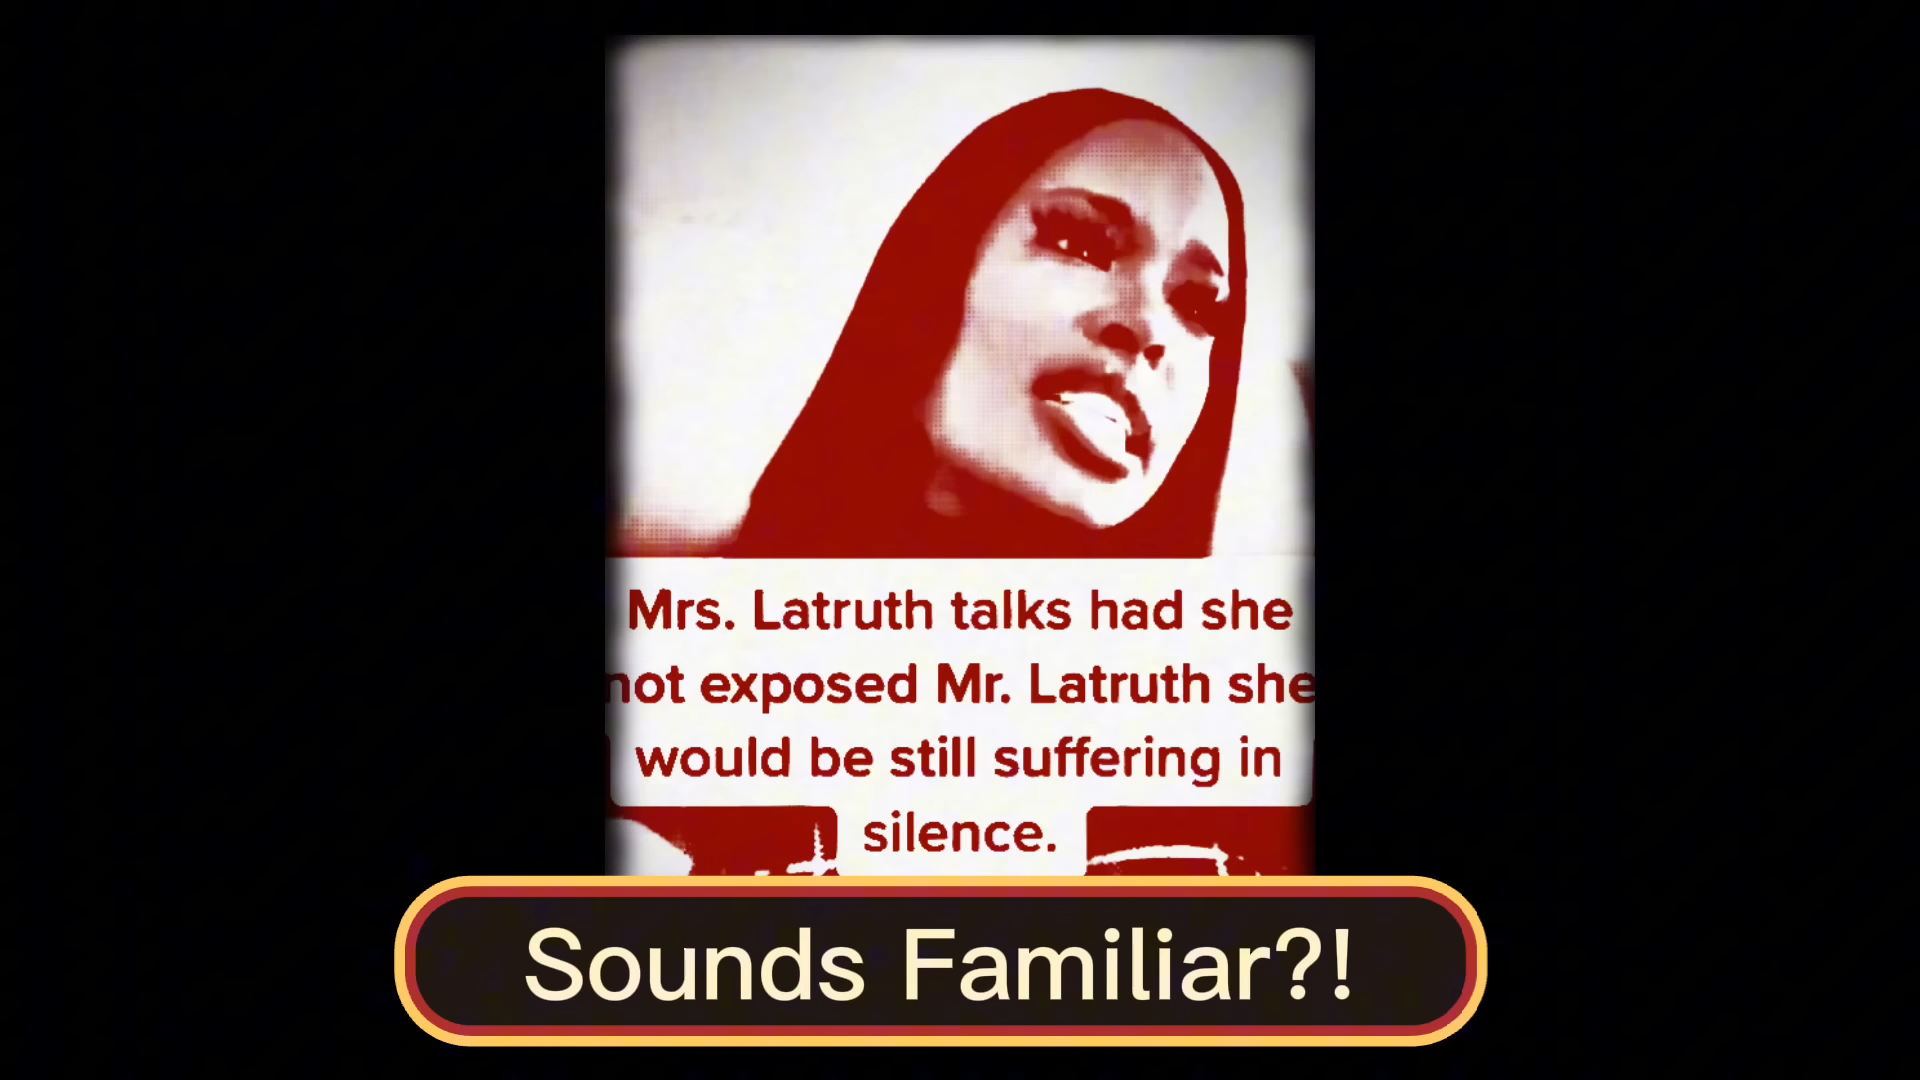 Mrs. Latruth talks had she
not exposed Mr. Latruth she
would be still suffering in
silence.
Sounds Familiar?!